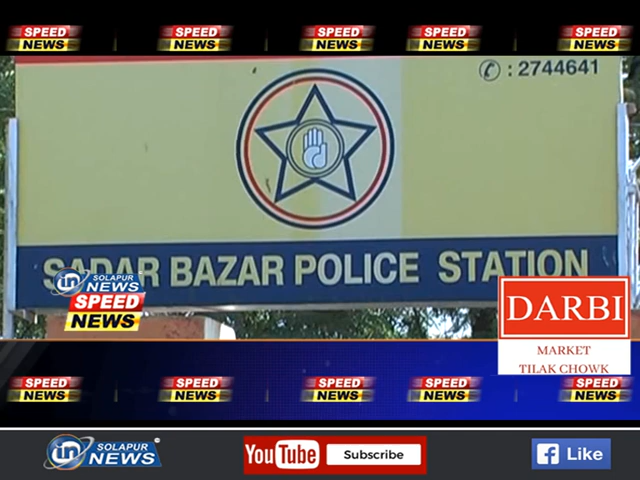 SPEED NEWS SPEED NEWS SPEED NEWS SPEED NEWS SPEED NEWS
✆ : 2744641
SADAR BAZAR POLICE STATION
in SOLAPUR NEWS
SPEED NEWS
DARBI
MARKET
TILAK CHOWK
SPEED NEWS SPEED NEWS SPEED NEWS SPEED NEWS SPEED NEWS
in SOLAPUR NEWS
YouTube Subscribe
f Like